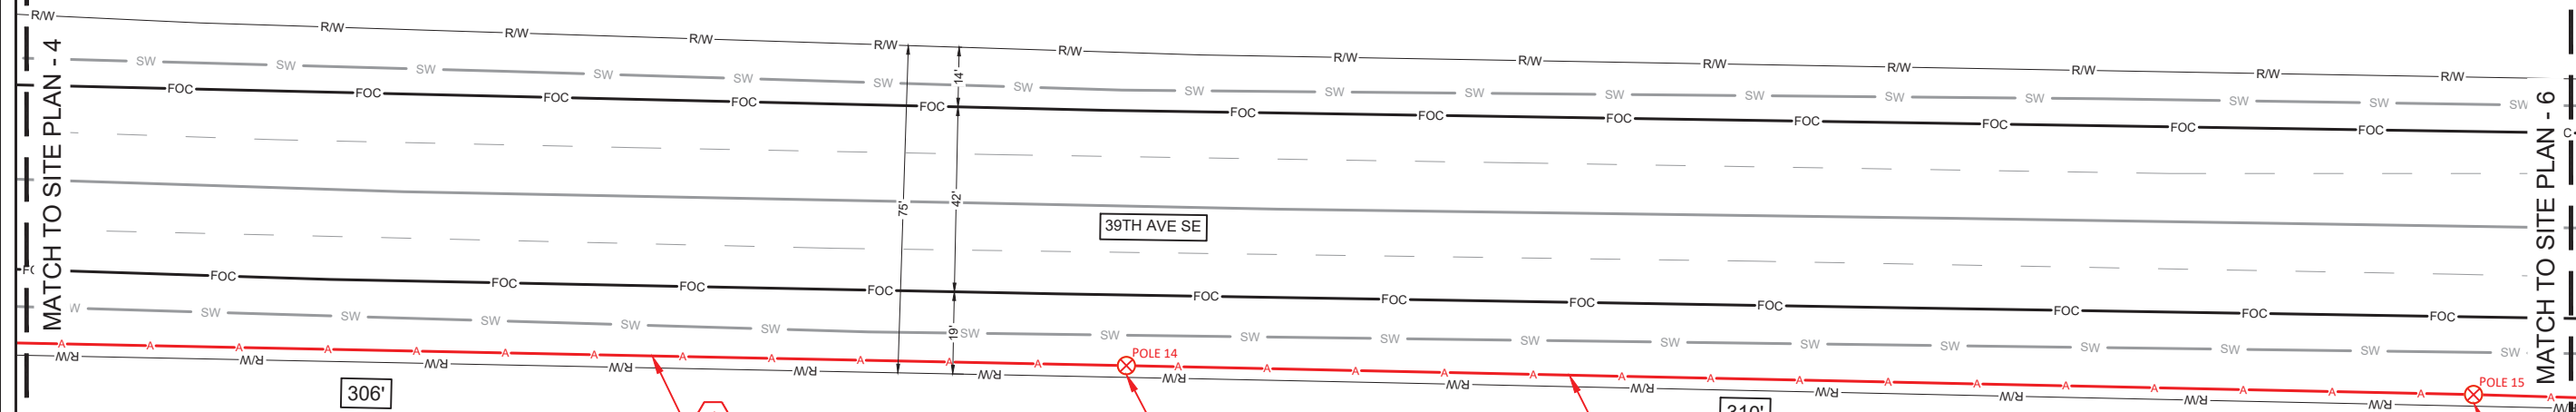 R/W R/W R/W R/W R/W R/W R/W R/W R/W R/W R/W R/W R/W
SW SW SW SW SW SW SW SW SW SW SW SW SW SW SW SW SW
FOC FOC FOC FOC FOC FOC FOC FOC FOC FOC FOC FOC
MATCH TO SITE PLAN - 4
14'
75'
42'
19'
39TH AVE SE
MATCH TO SITE PLAN - 6
FOC FOC FOC FOC FOC FOC FOC FOC FOC FOC FOC
SW SW SW SW SW SW SW SW SW SW SW SW SW SW SW SW SW
A A A A A A A A A A A A A A A A A A A A A A A A A A A A A
POLE 14
POLE 15
R/W R/W R/W R/W R/W R/W R/W R/W R/W R/W R/W R/W R/W
306'
310'